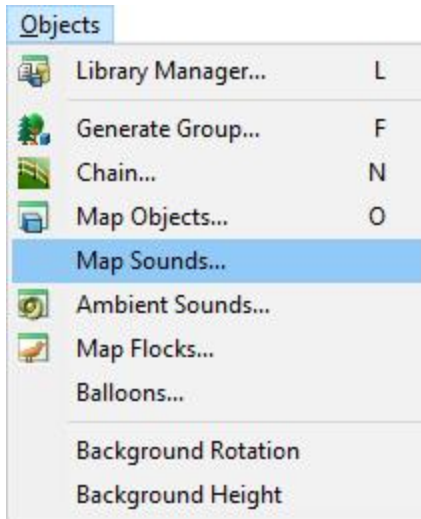 Objects
Library Manager... L
Generate Group... F
Chain... N
Map Objects... O
Map Sounds...
Ambient Sounds...
Map Flocks...
Balloons...
Background Rotation
Background Height